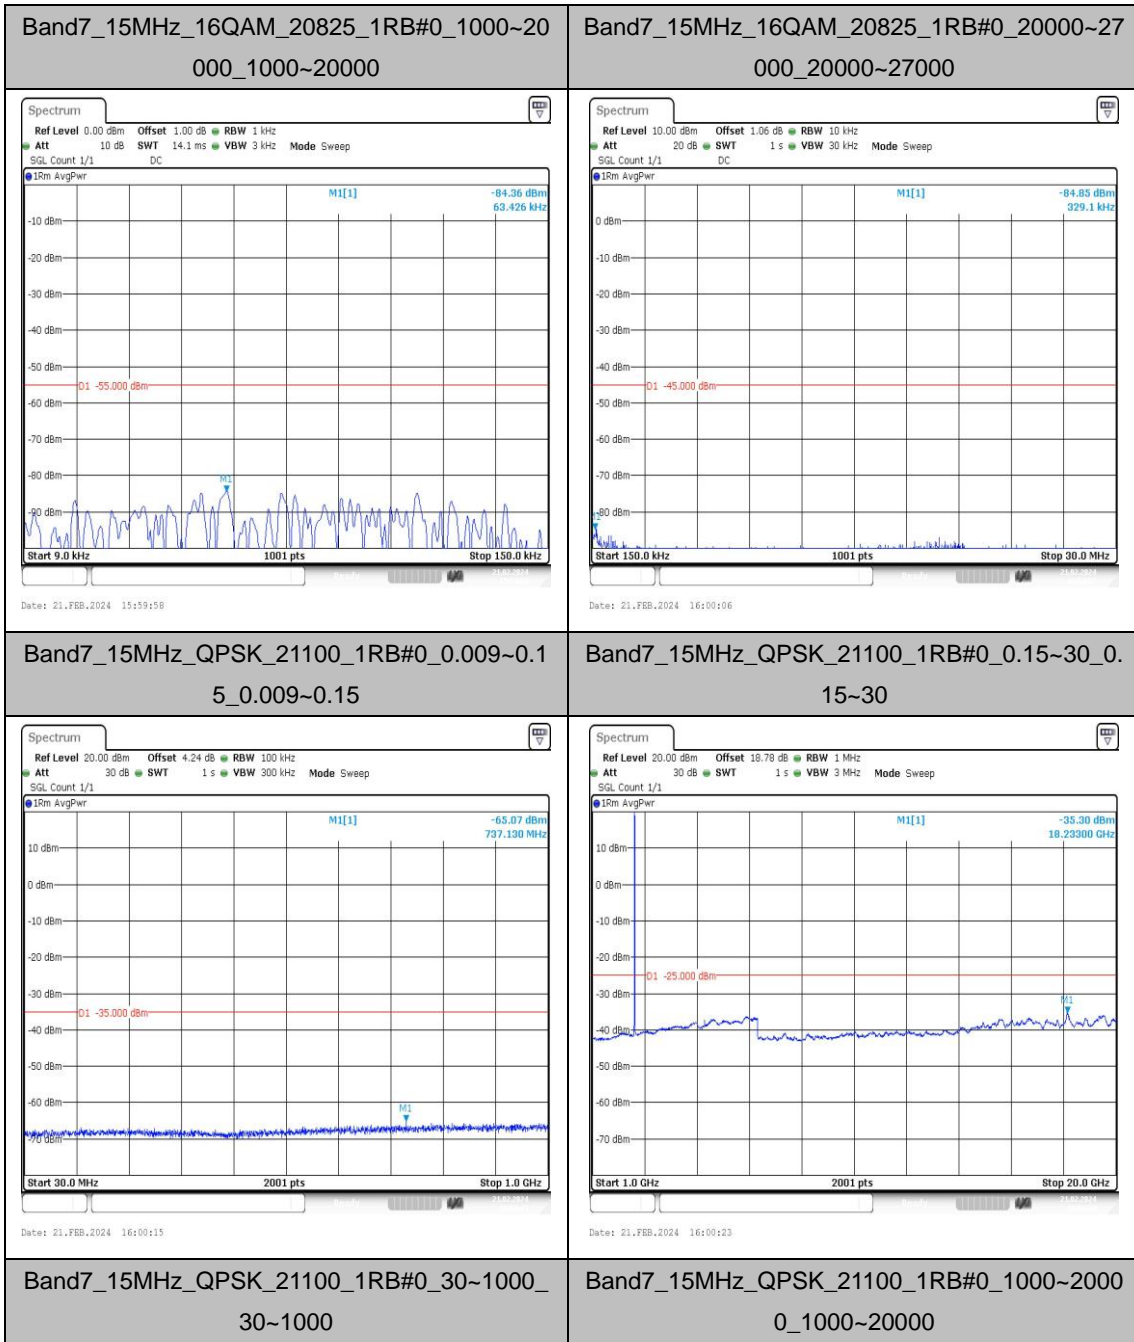 Band7_15MHz_16QAM_20825_1RB#0_1000~20
000_1000~20000
Band7_15MHz_16QAM_20825_1RB#0_20000~27
000_20000~27000
Spectrum
Ref Level 0.00 dBm Offset 1.00 dB RBW 1 kHz
Att 10 dB SWT 14.1 ms VBW 3 kHz Mode Sweep
SGL Count 1/1 DC
1Rm AvgPwr
M1[1] -84.36 dBm
63.426 kHz
-10 dBm
-20 dBm
-30 dBm
-40 dBm
-50 dBm
D1 -55.000 dBm
-60 dBm
-70 dBm
-80 dBm
M1
-90 dBm
Start 9.0 kHz 1001 pts Stop 150.0 kHz
Date: 21.FEB.2024 15:59:58
Spectrum
Ref Level 10.00 dBm Offset 1.06 dB RBW 10 kHz
Att 20 dB SWT 1 s VBW 30 kHz Mode Sweep
SGL Count 1/1 DC
1Rm AvgPwr
M1[1] -84.85 dBm
329.1 kHz
0 dBm
-10 dBm
-20 dBm
-30 dBm
-40 dBm
D1 -45.000 dBm
-50 dBm
-60 dBm
-70 dBm
-80 dBm
Start 150.0 kHz 1001 pts Stop 30.0 MHz
Date: 21.FEB.2024 16:00:06
Band7_15MHz_QPSK_21100_1RB#0_0.009~0.1
5_0.009~0.15
Band7_15MHz_QPSK_21100_1RB#0_0.15~30_0.
15~30
Spectrum
Ref Level 20.00 dBm Offset 4.24 dB RBW 100 kHz
Att 30 dB SWT 1 s VBW 300 kHz Mode Sweep
SGL Count 1/1
1Rm AvgPwr
M1[1] -65.07 dBm
737.130 MHz
10 dBm
0 dBm
-10 dBm
-20 dBm
-30 dBm
D1 -35.000 dBm
-40 dBm
-50 dBm
-60 dBm
M1
-70 dBm
Start 30.0 MHz 2001 pts Stop 1.0 GHz
Date: 21.FEB.2024 16:00:15
Spectrum
Ref Level 20.00 dBm Offset 18.78 dB RBW 1 MHz
Att 30 dB SWT 1 s VBW 3 MHz Mode Sweep
SGL Count 1/1
1Rm AvgPwr
M1[1] -35.30 dBm
18.23300 GHz
10 dBm
0 dBm
-10 dBm
-20 dBm
D1 -25.000 dBm
-30 dBm
M1
-40 dBm
-50 dBm
-60 dBm
-70 dBm
Start 1.0 GHz 2001 pts Stop 20.0 GHz
Date: 21.FEB.2024 16:00:23
Band7_15MHz_QPSK_21100_1RB#0_30~1000_
30~1000
Band7_15MHz_QPSK_21100_1RB#0_1000~2000
0_1000~20000